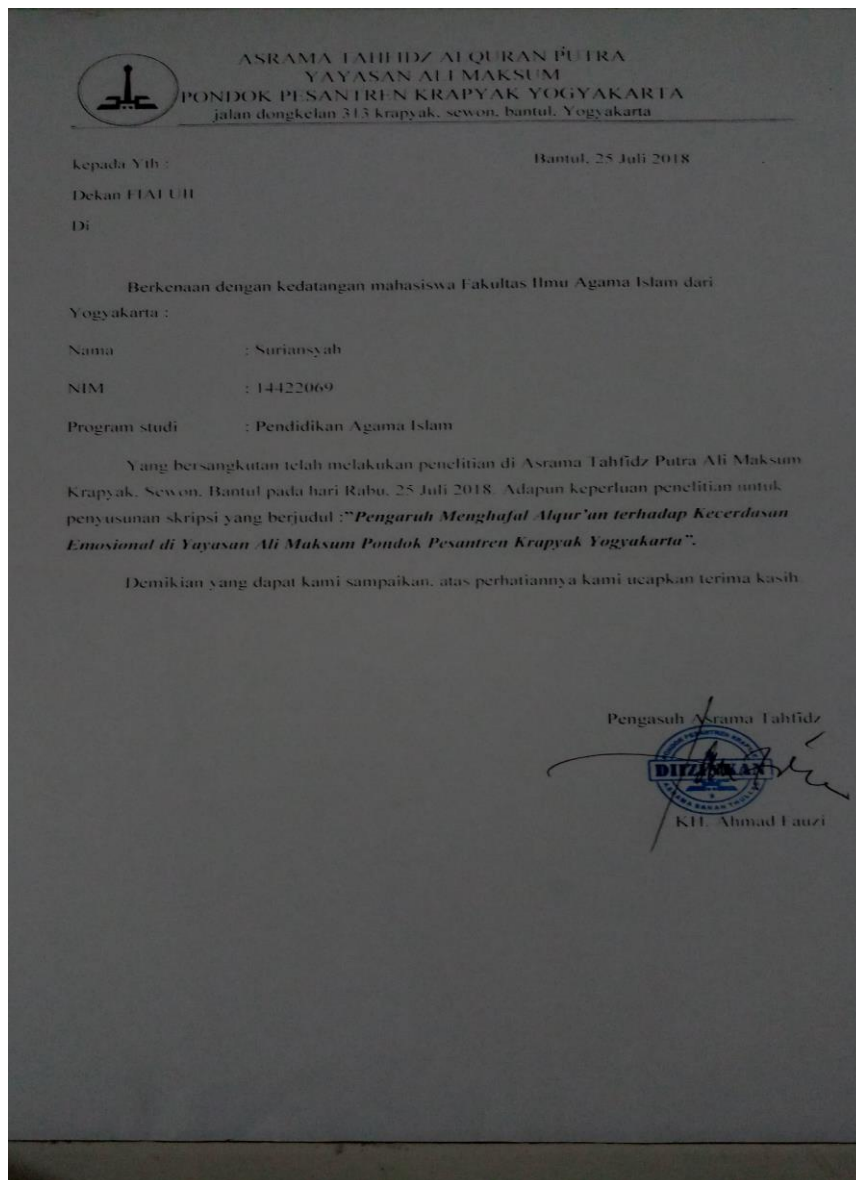 ASRAMA TAHFIDZ ALQURAN PUTRA
YAYASAN ALI MAKSUM
PONDOK PESANTREN KRAPYAK YOGYAKARTA
jalan dongkelan 313 krapyak, sewon, bantul, Yogyakarta
kepada Yth :
Bantul, 25 Juli 2018
Dekan FIAI UII
Di
Berkenaan dengan kedatangan mahasiswa Fakultas Ilmu Agama Islam dari
Yogyakarta :
Nama : Suriansyah
NIM : 14422069
Program studi : Pendidikan Agama Islam
Yang bersangkutan telah melakukan penelitian di Asrama Tahfidz Putra Ali Maksum
Krapyak, Sewon, Bantul pada hari Rabu, 25 Juli 2018. Adapun keperluan penelitian untuk
penyusunan skripsi yang berjudul :"Pengaruh Menghafal Alqur'an terhadap Kecerdasan
Emosional di Yayasan Ali Maksum Pondok Pesantren Krapyak Yogyakarta".
Demikian yang dapat kami sampaikan, atas perhatiannya kami ucapkan terima kasih.
Pengasuh Asrama Tahfidz
PONDOK PESANTREN KRAPYAK
DIIZINKAN
ASRAMA
KH. Ahmad Fauzi